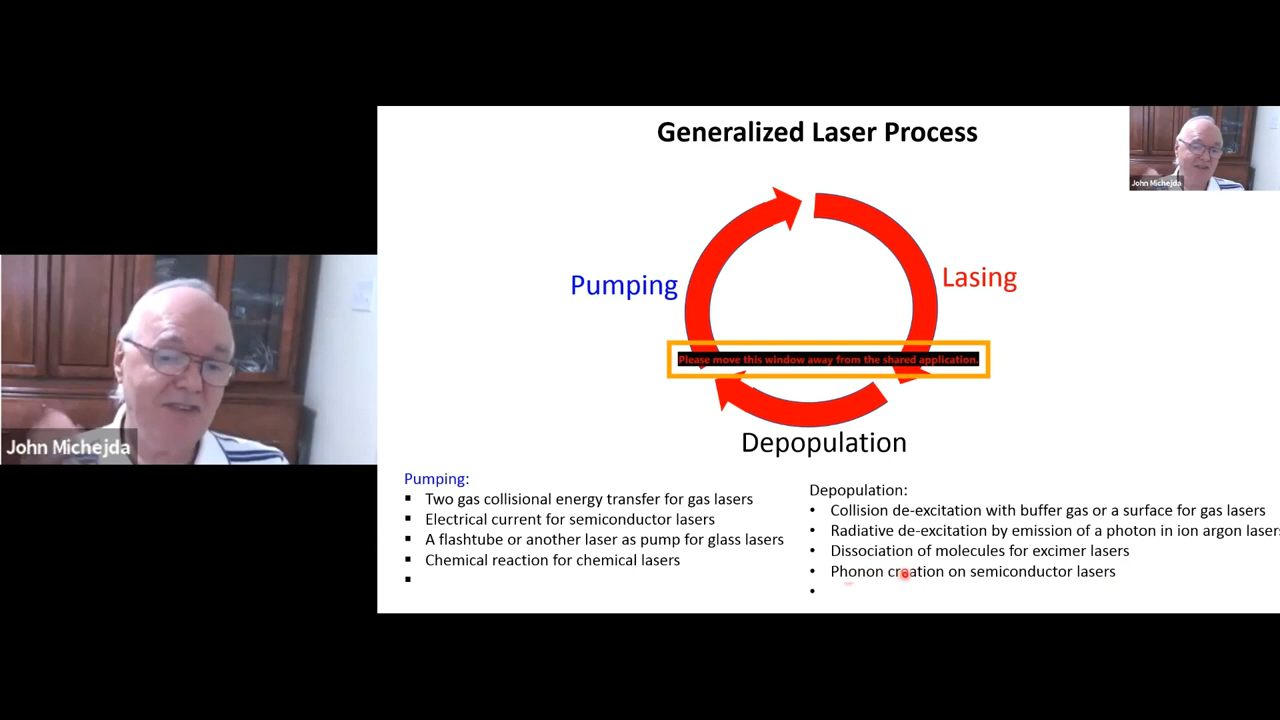 Generalized Laser Process
John Michejda
Pumping
Lasing
Please move this window away from the shared application.
Depopulation
John Michejda
Pumping:
▪ Two gas collisional energy transfer for gas lasers
▪ Electrical current for semiconductor lasers
▪ A flashtube or another laser as pump for glass lasers
▪ Chemical reaction for chemical lasers
▪
Depopulation:
• Collision de-excitation with buffer gas or a surface for gas lasers
• Radiative de-excitation by emission of a photon in ion argon lasers
• Dissociation of molecules for excimer lasers
• Phonon creation on semiconductor lasers
•